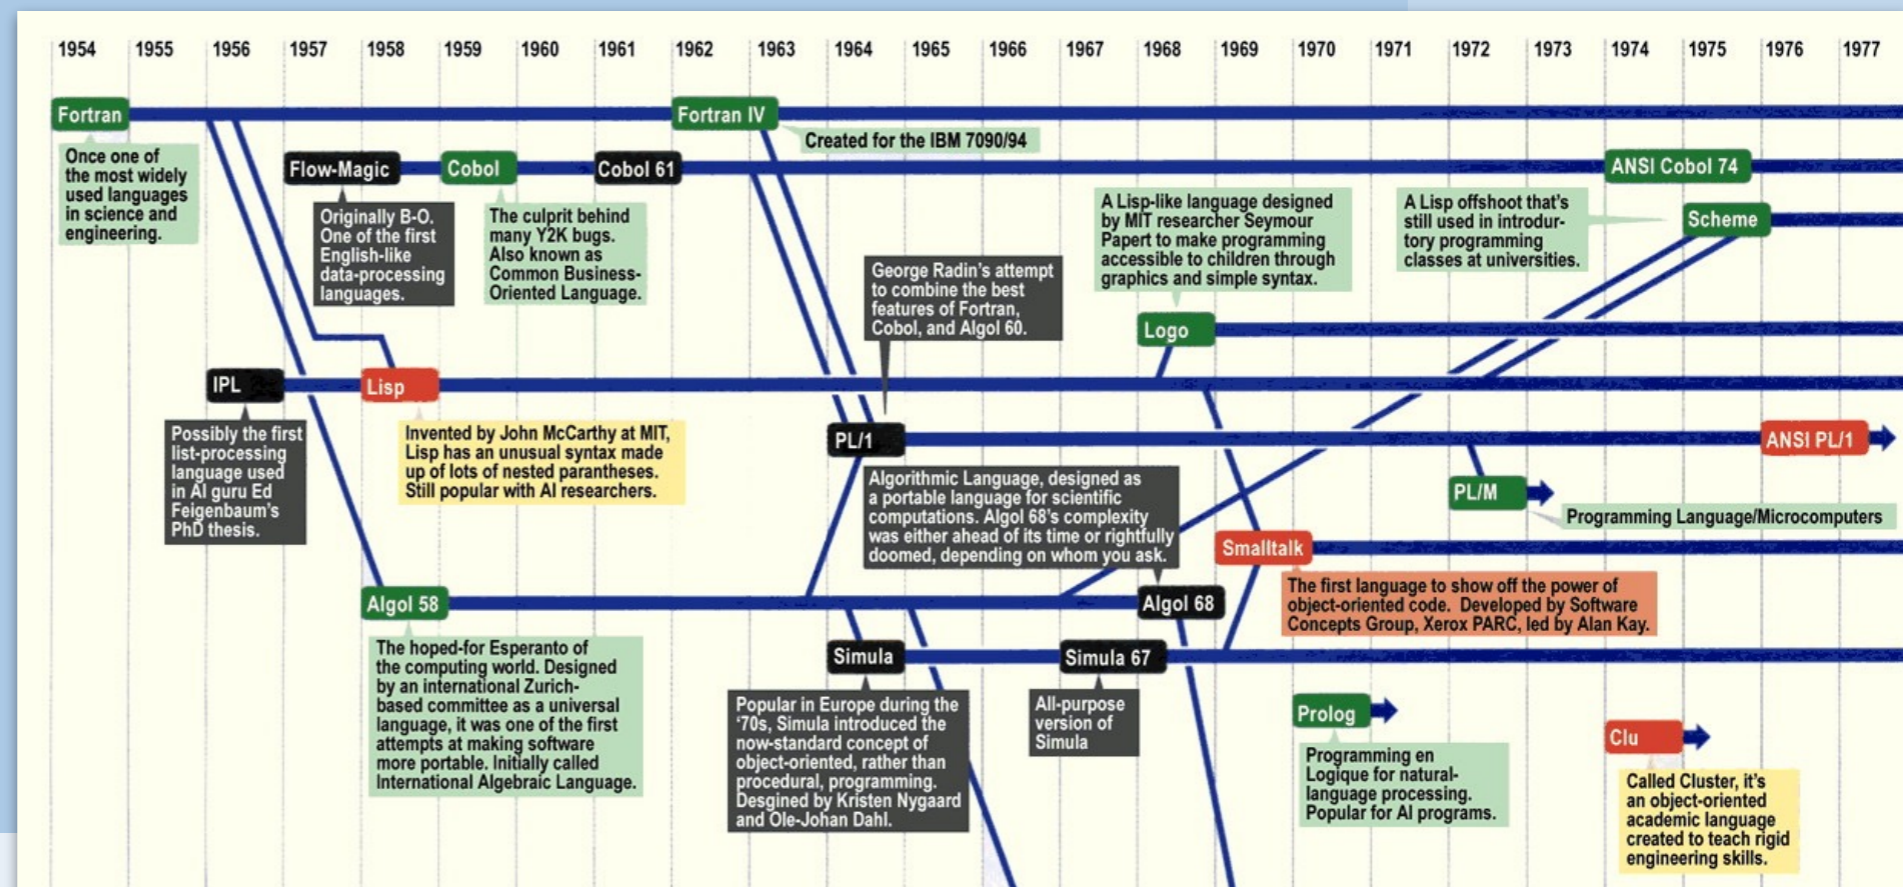 1954 1955 1956 1957 1958 1959 1960 1961 1962 1963 1964 1965 1966 1967 1968 1969 1970 1971 1972 1973 1974 1975 1976 1977
Fortran
Once one of
the most widely
used languages
in science and
engineering.
Fortran IV
Created for the IBM 7090/94
Flow-Magic
Originally B-O.
One of the first
English-like
data-processing
languages.
Cobol
The culprit behind
many Y2K bugs.
Also known as
Common Business-
Oriented Language.
Cobol 61
ANSI Cobol 74
A Lisp-like language designed
by MIT researcher Seymour
Papert to make programming
accessible to children through
graphics and simple syntax.
A Lisp offshoot that's
still used in introdur-
tory programming
classes at universities.
Scheme
George Radin's attempt
to combine the best
features of Fortran,
Cobol, and Algol 60.
Logo
IPL
Possibly the first
list-processing
language used
in AI guru Ed
Feigenbaum's
PhD thesis.
Lisp
Invented by John McCarthy at MIT,
Lisp has an unusual syntax made
up of lots of nested parantheses.
Still popular with AI researchers.
PL/1
ANSI PL/1
Algorithmic Language, designed as
a portable language for scientific
computations. Algol 68's complexity
was either ahead of its time or rightfully
doomed, depending on whom you ask.
PL/M
Programming Language/Microcomputers
Smalltalk
The first language to show off the power of
object-oriented code. Developed by Software
Concepts Group, Xerox PARC, led by Alan Kay.
Algol 58
The hoped-for Esperanto of
the computing world. Designed
by an international Zurich-
based committee as a universal
language, it was one of the first
attempts at making software
more portable. Initially called
International Algebraic Language.
Algol 68
Simula
Popular in Europe during the
'70s, Simula introduced the
now-standard concept of
object-oriented, rather than
procedural, programming.
Desgined by Kristen Nygaard
and Ole-Johan Dahl.
Simula 67
All-purpose
version of
Simula
Prolog
Programming en
Logique for natural-
language processing.
Popular for AI programs.
Clu
Called Cluster, it's
an object-oriented
academic language
created to teach rigid
engineering skills.